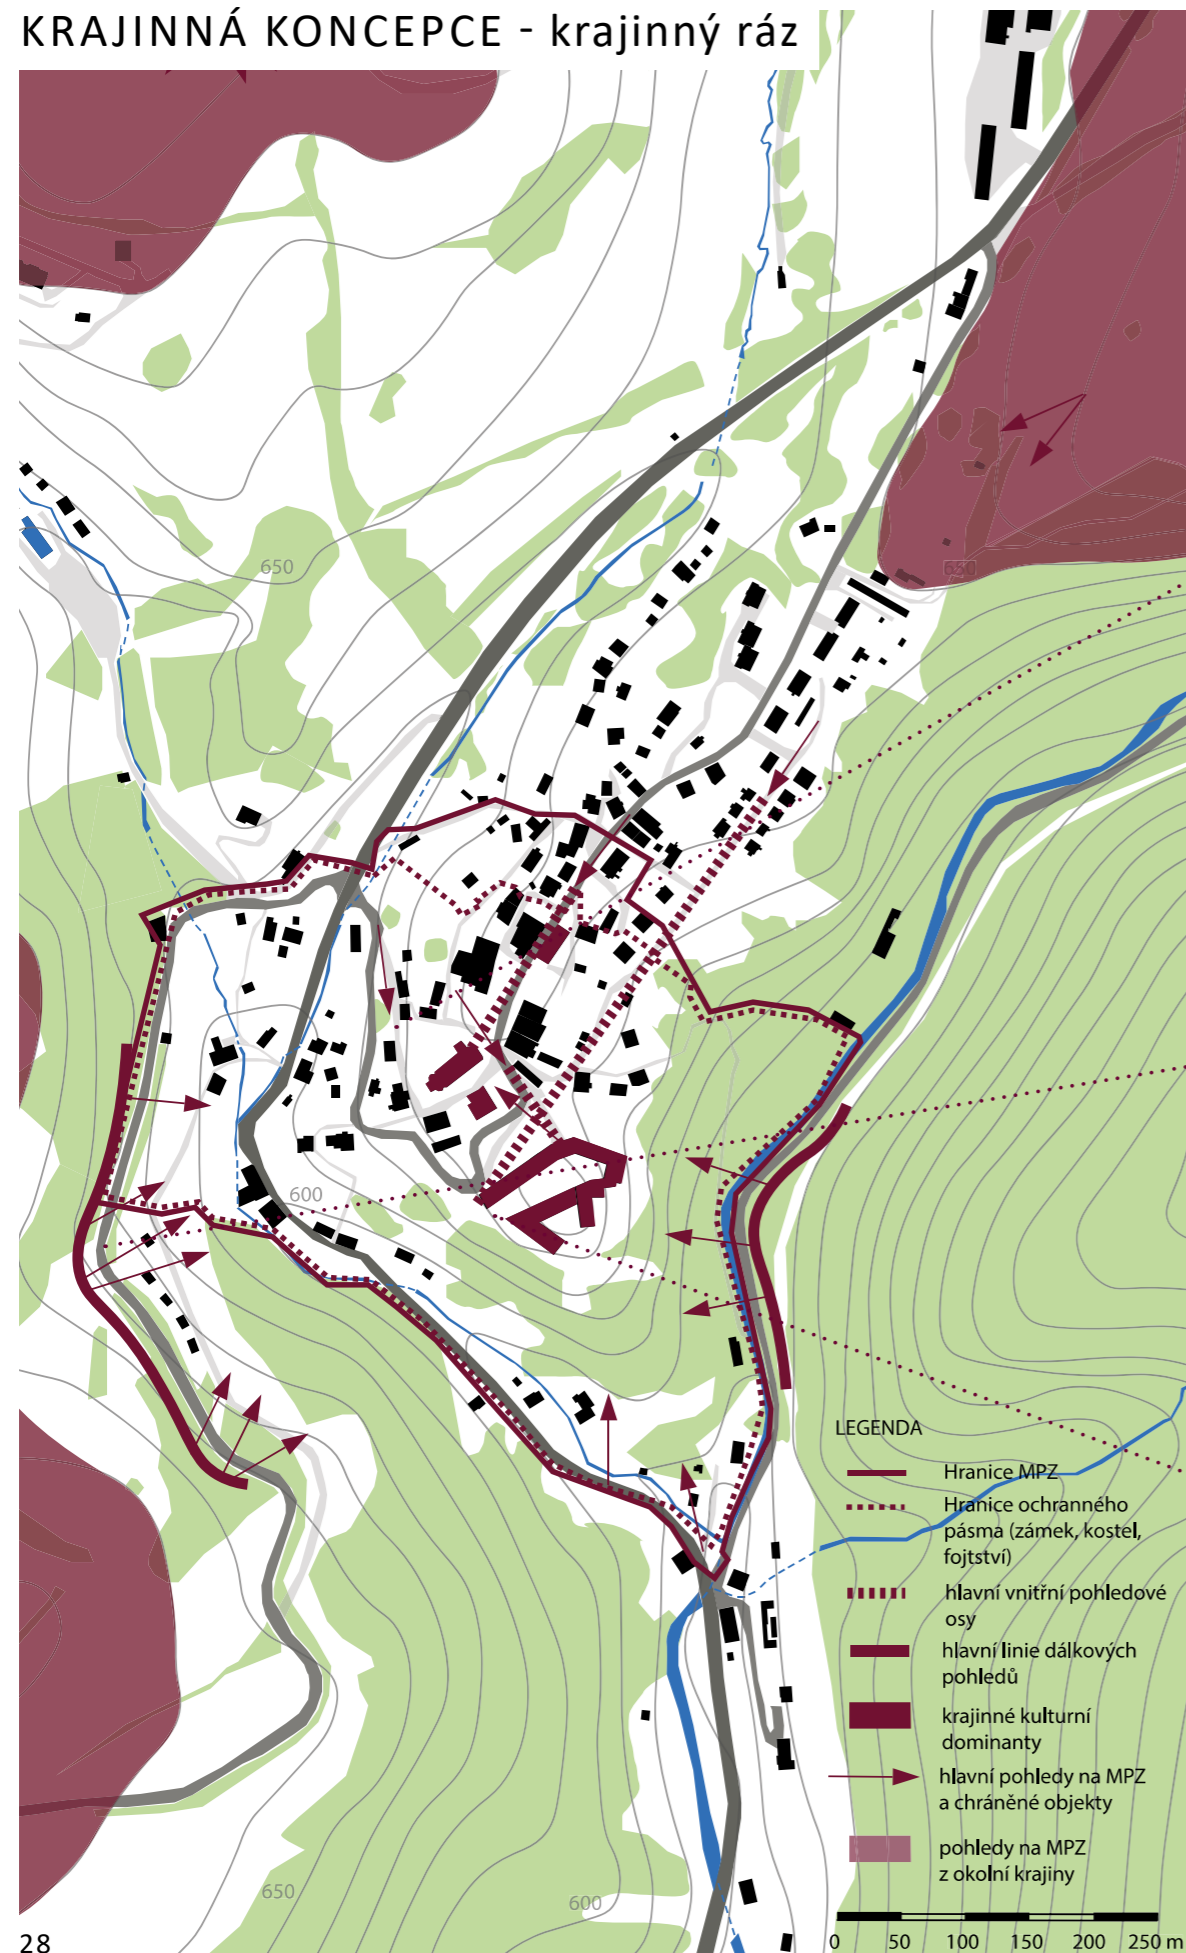 KRAJINNÁ KONCEPCE - krajinný ráz
650
650
600
LEGENDA
Hranice MPZ
Hranice ochranného
pásma (zámek, kostel,
fojtství)
hlavní vnitřní pohledové
osy
hlavní linie dálkových
pohledů
krajinné kulturní
dominanty
hlavní pohledy na MPZ
a chráněné objekty
pohledy na MPZ
z okolní krajiny
650
600
0 50 100 150 200 250 m
28